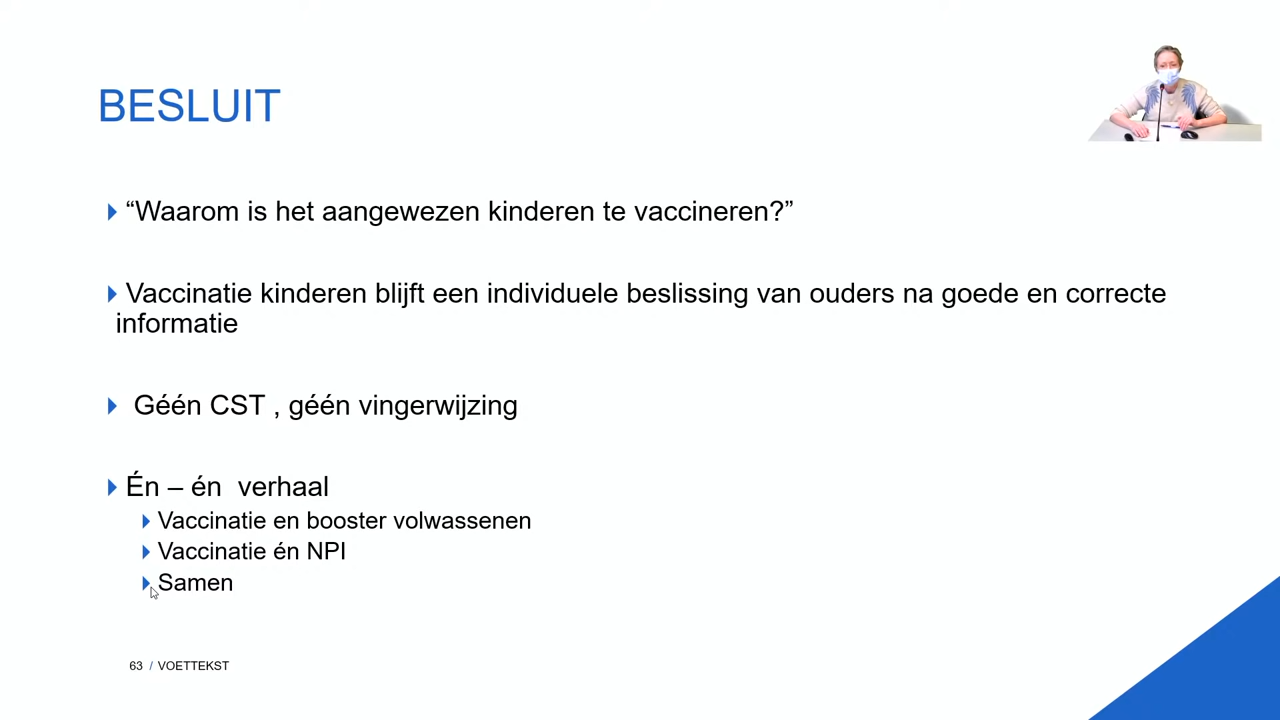 BESLUIT
“Waarom is het aangewezen kinderen te vaccineren?”
Vaccinatie kinderen blijft een individuele beslissing van ouders na goede en correcte
informatie
Géén CST , géén vingerwijzing
Én – én  verhaal
Vaccinatie en booster volwassenen
Vaccinatie én NPI
Samen
63 / VOETTEKST